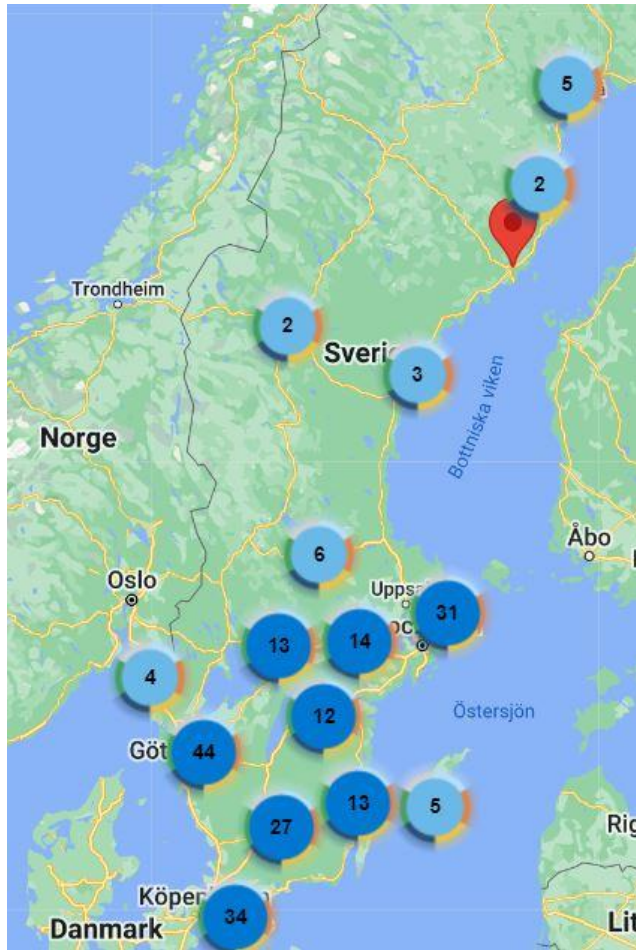 5
2
Trondheim
2
Sveri
3
Bottniska viken
Norge
6
Åbo
Oslo
Upps
31
13
14
oc
4
12
Östersjön
Göt
44
13
5
27
Rig
Köpen
34
Danmark
Lit